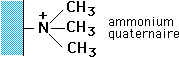 CH3
+
N CH3 ammonium
CH3 quaternaire